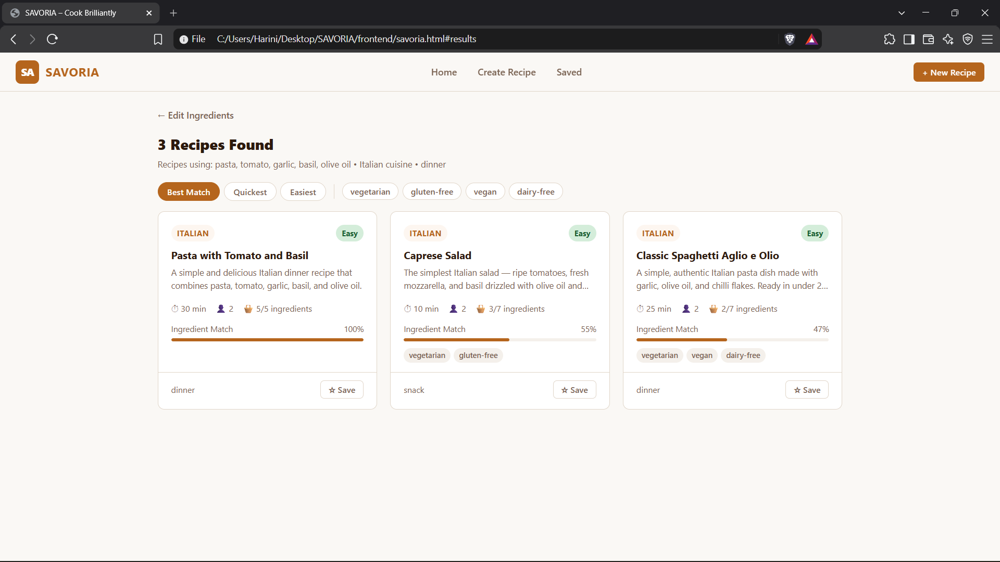 SAVORIA – Cook Brilliantly
File C:/Users/Harini/Desktop/SAVORIA/frontend/savoria.html#results
SA SAVORIA Home Create Recipe Saved + New Recipe
← Edit Ingredients
3 Recipes Found
Recipes using: pasta, tomato, garlic, basil, olive oil • Italian cuisine • dinner
Best Match Quickest Easiest vegetarian gluten-free vegan dairy-free
ITALIAN Easy
Pasta with Tomato and Basil
A simple and delicious Italian dinner recipe that
combines pasta, tomato, garlic, basil, and olive oil.
30 min 2 5/5 ingredients
Ingredient Match 100%
dinner ☆ Save
ITALIAN Easy
Caprese Salad
The simplest Italian salad — ripe tomatoes, fresh
mozzarella, and basil drizzled with olive oil and...
10 min 2 3/7 ingredients
Ingredient Match 55%
vegetarian gluten-free
snack ☆ Save
ITALIAN Easy
Classic Spaghetti Aglio e Olio
A simple, authentic Italian pasta dish made with
garlic, olive oil, and chilli flakes. Ready in under 2...
25 min 2 2/7 ingredients
Ingredient Match 47%
vegetarian vegan dairy-free
dinner ☆ Save